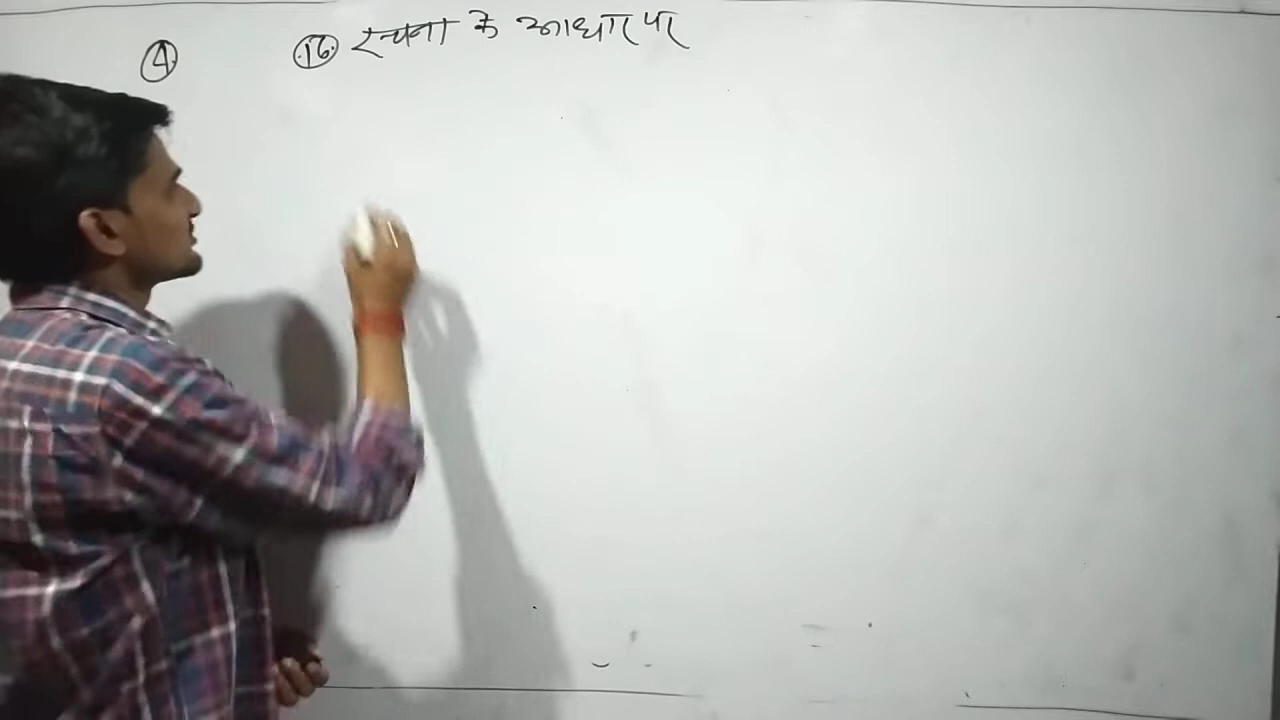 ④ ⑯ रचना के आधार पर